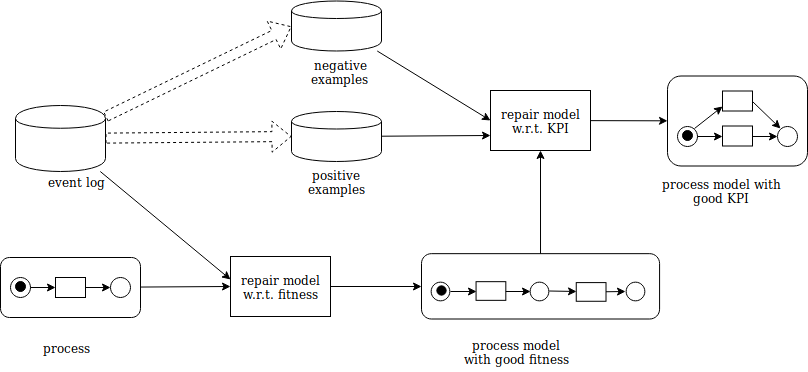 negative
examples
repair model
w.r.t. KPI
event log
positive
examples
process model with
good KPI
repair model
w.r.t. fitness
process
process model
with good fitness